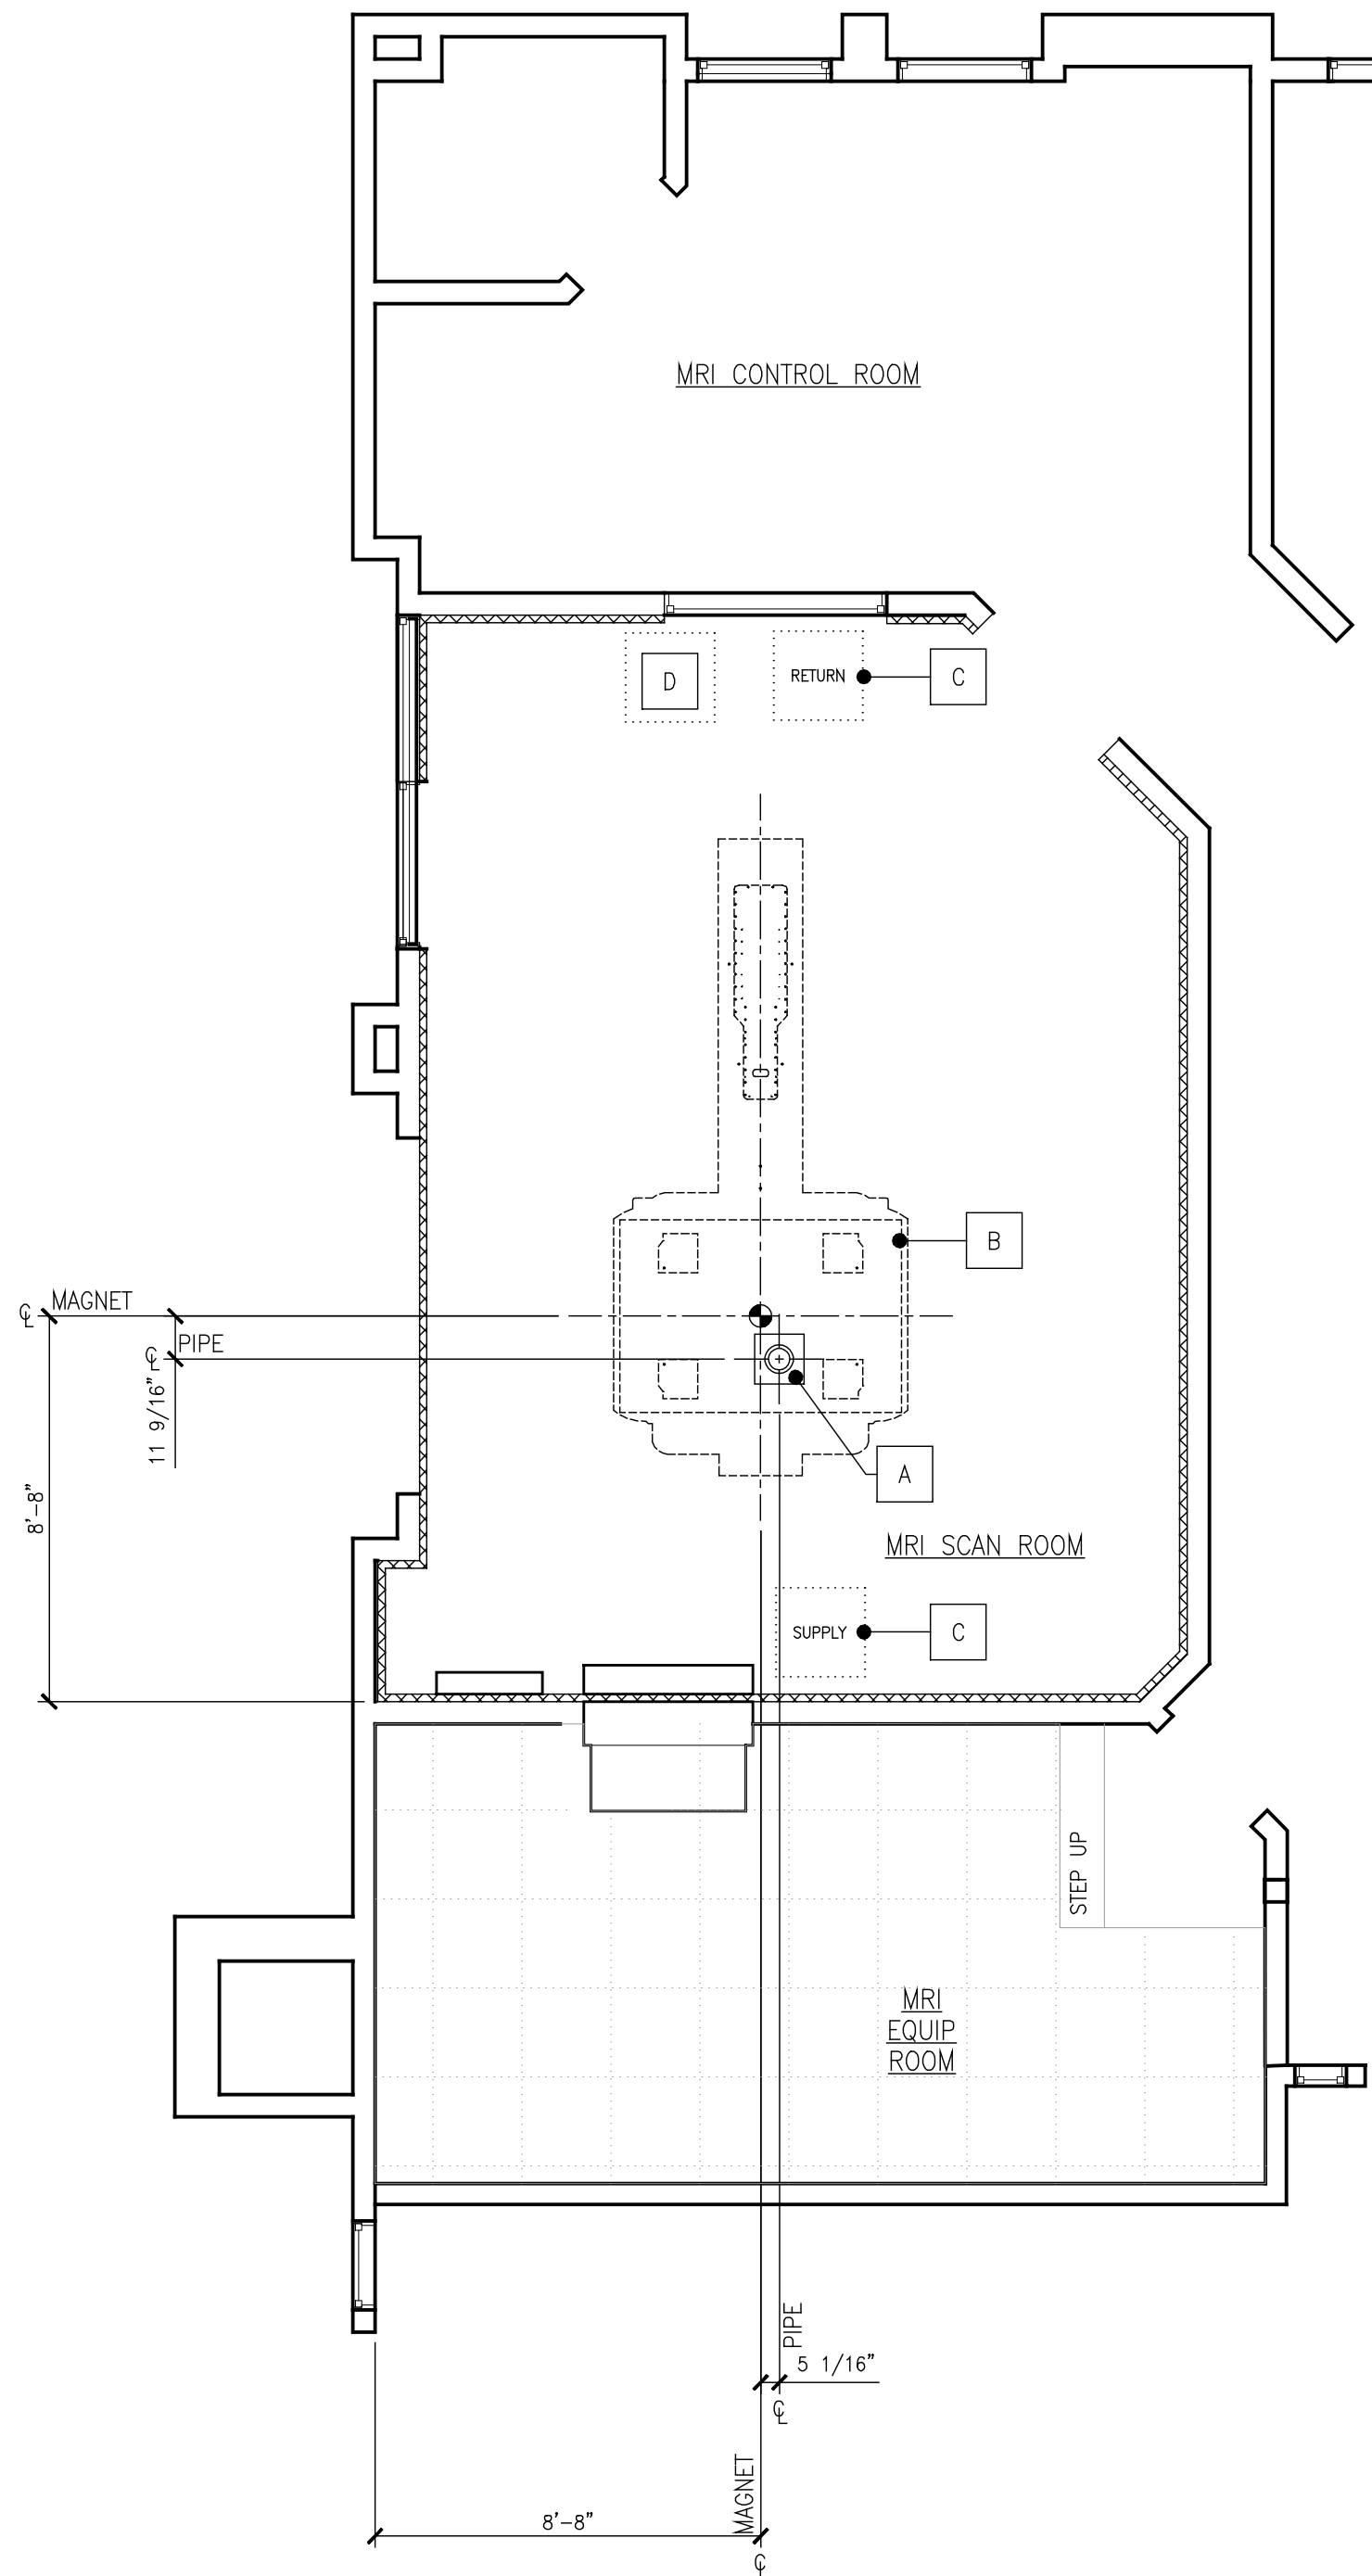 MRI CONTROL ROOM
D
RETURN
C
B
℄ MAGNET
℄ PIPE
11 9/16"
8'-8"
A
MRI SCAN ROOM
SUPPLY
C
STEP UP
MRI
EQUIP
ROOM
PIPE
5 1/16"
℄
MAGNET
8'-8"
℄